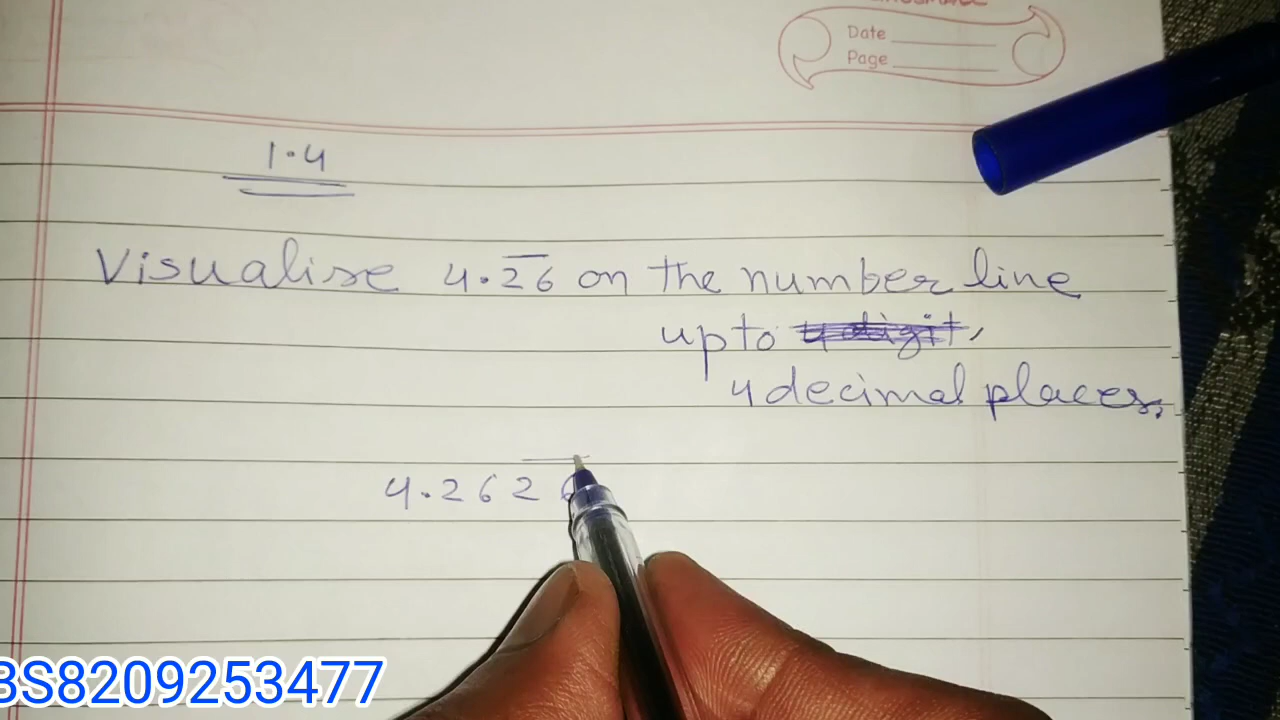 Date
Page
1.4
Visualise 4.2̅6̅ on the number line
upto
4 decimal places.
4.262
BS8209253477